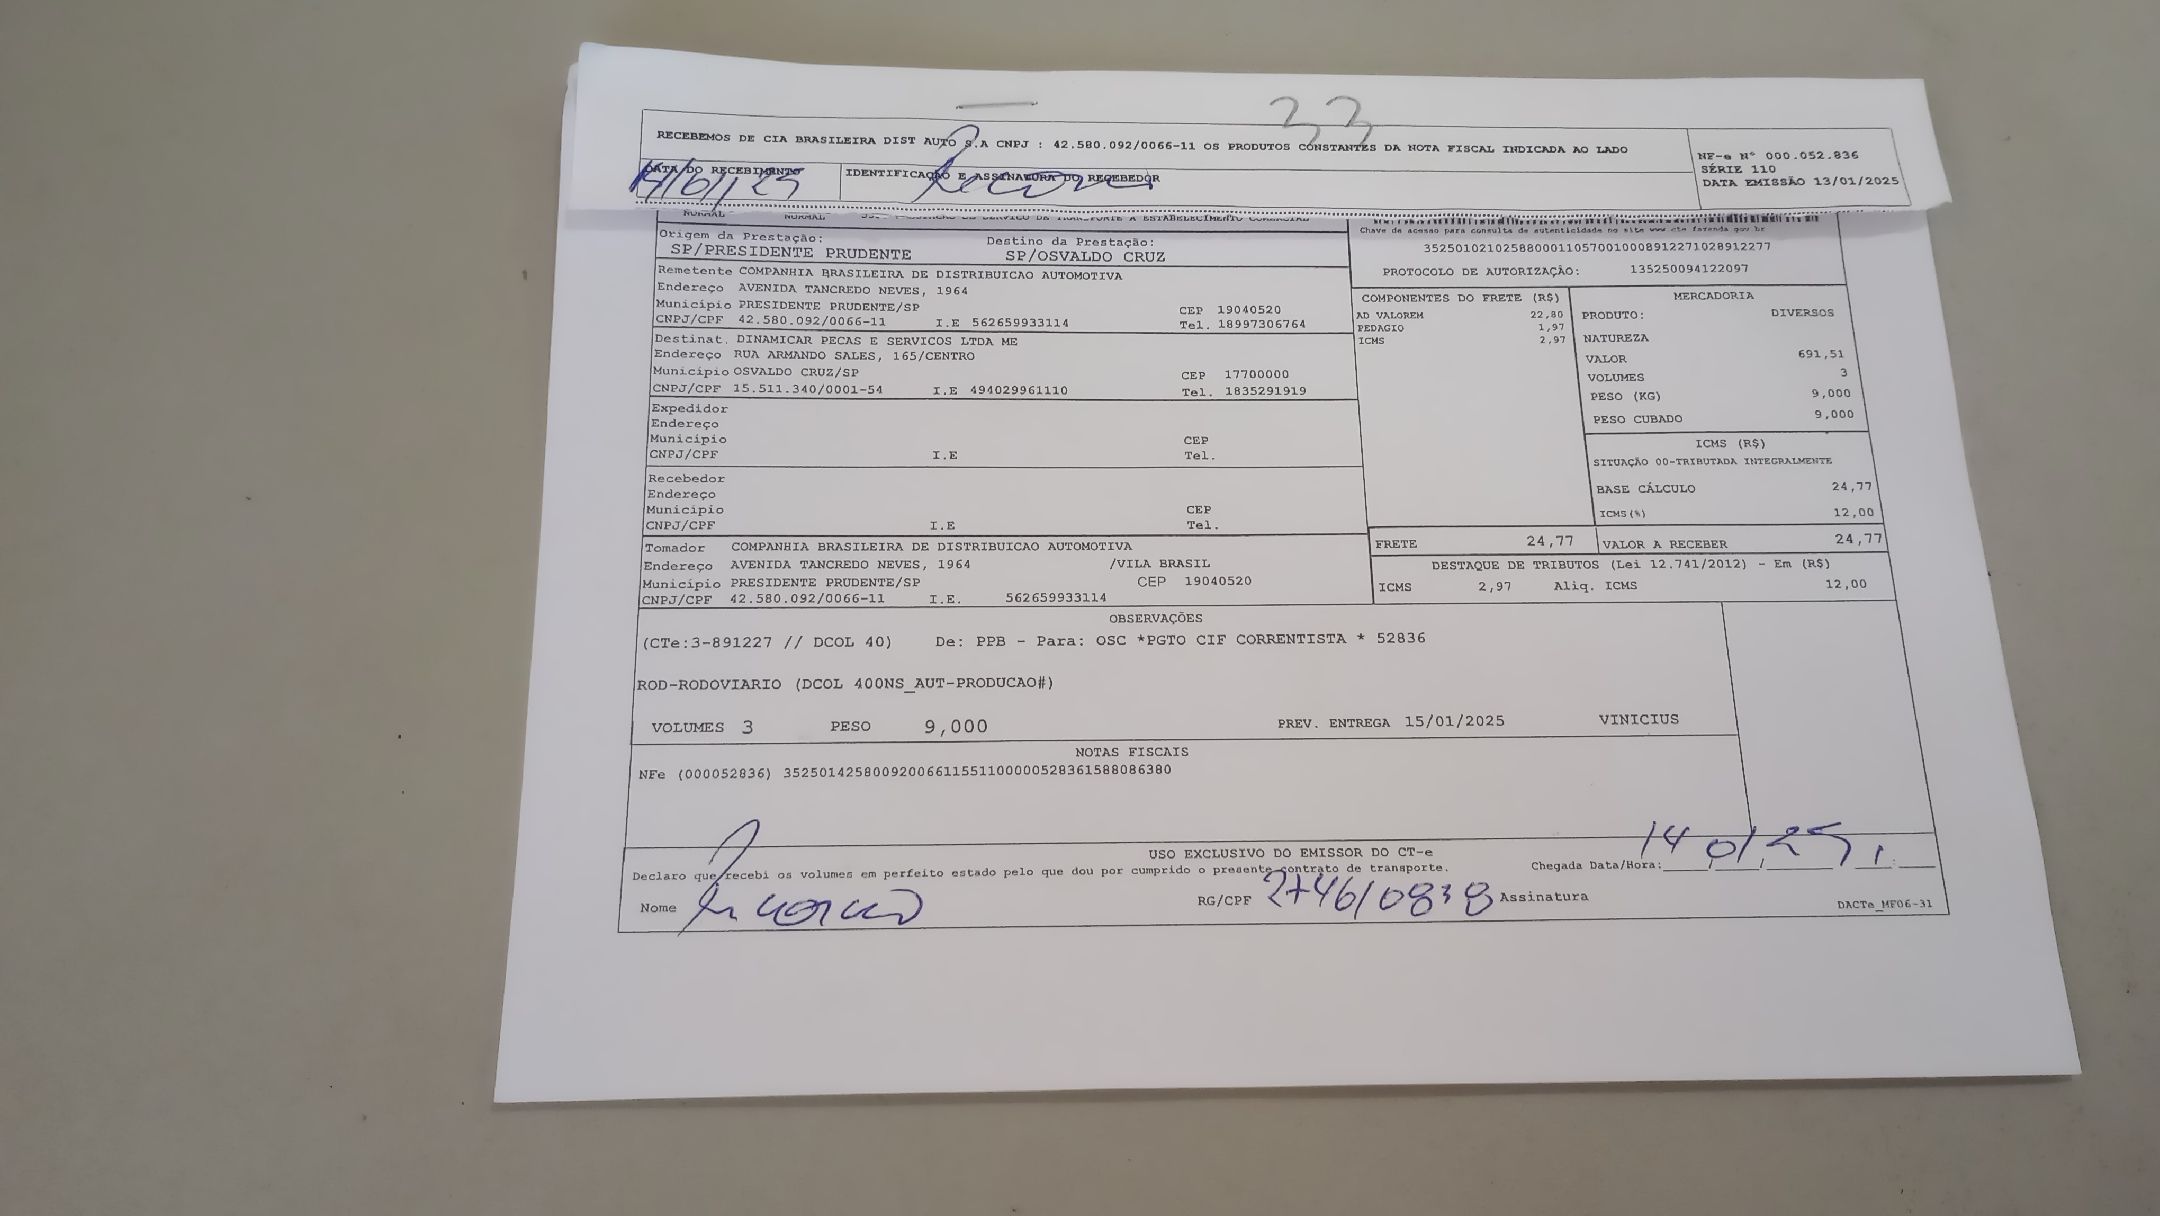 33
RECEBEMOS DE CIA BRASILEIRA DIST AUTO S.A CNPJ : 42.580.092/0066-11 OS PRODUTOS CONSTANTES DA NOTA FISCAL INDICADA AO LADO
NF-e Nº 000.052.836
SÉRIE 110
DATA EMISSÃO 13/01/2025
DATA DO RECEBIMENTO
IDENTIFICAÇÃO E ASSINATURA DO RECEBEDOR
14/01/25
NORMAL NORMAL
Chave de acesso para consulta de autenticidade no site www cte fazenda gov br
35250102102588000110570010008912271028912277
PROTOCOLO DE AUTORIZAÇÃO: 135250094122097
Origem da Prestação: Destino da Prestação:
SP/PRESIDENTE PRUDENTE SP/OSVALDO CRUZ
Remetente COMPANHIA BRASILEIRA DE DISTRIBUICAO AUTOMOTIVA
Endereço AVENIDA TANCREDO NEVES, 1964
Município PRESIDENTE PRUDENTE/SP CEP 19040520
CNPJ/CPF 42.580.092/0066-11 I.E 562659933114 Tel. 18997306764
Destinat. DINAMICAR PECAS E SERVICOS LTDA ME
Endereço RUA ARMANDO SALES, 165/CENTRO
Município OSVALDO CRUZ/SP CEP 17700000
CNPJ/CPF 15.511.340/0001-54 I.E 494029961110 Tel. 1835291919
Expedidor
Endereço
Município CEP
CNPJ/CPF I.E Tel.
Recebedor
Endereço
Município CEP
CNPJ/CPF I.E Tel.
Tomador COMPANHIA BRASILEIRA DE DISTRIBUICAO AUTOMOTIVA
Endereço AVENIDA TANCREDO NEVES, 1964 /VILA BRASIL
Município PRESIDENTE PRUDENTE/SP CEP 19040520
CNPJ/CPF 42.580.092/0066-11 I.E. 562659933114
COMPONENTES DO FRETE (R$)
AD VALOREM 22,80
PEDAGIO 1,97
ICMS 2,97
MERCADORIA
PRODUTO: DIVERSOS
NATUREZA
VALOR 691,51
VOLUMES 3
PESO (KG) 9,000
PESO CUBADO 9,000
ICMS (R$)
SITUAÇÃO 00-TRIBUTADA INTEGRALMENTE
BASE CÁLCULO 24,77
ICMS(%) 12,00
FRETE 24,77 VALOR A RECEBER 24,77
DESTAQUE DE TRIBUTOS (Lei 12.741/2012) - Em (R$)
ICMS 2,97 Aliq. ICMS 12,00
OBSERVAÇÕES
(CTe:3-891227 // DCOL 40) De: PPB - Para: OSC *PGTO CIF CORRENTISTA * 52836
ROD-RODOVIARIO (DCOL 400NS_AUT-PRODUCAO#)
VOLUMES 3 PESO 9,000 PREV. ENTREGA 15/01/2025 VINICIUS
NOTAS FISCAIS
NFe (000052836) 35250142580092006611551100000528361588086380
USO EXCLUSIVO DO EMISSOR DO CT-e
Declaro que recebi os volumes em perfeito estado pelo que dou por cumprido o presente contrato de transporte.
Chegada Data/Hora: 14 01 25
Nome RG/CPF Assinatura
DACTe_MF06-31